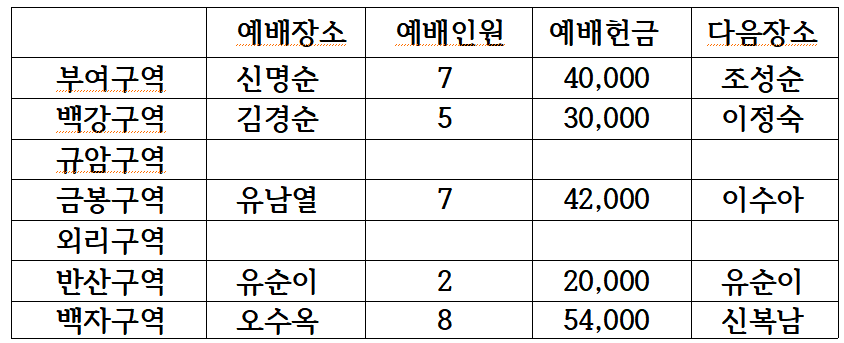 예배장소 예배인원 예배헌금 다음장소
부여구역 신명순 7 40,000 조성순
백강구역 김경순 5 30,000 이정숙
규암구역
금봉구역 유남열 7 42,000 이수아
외리구역
반산구역 유순이 2 20,000 유순이
백자구역 오수옥 8 54,000 신복남